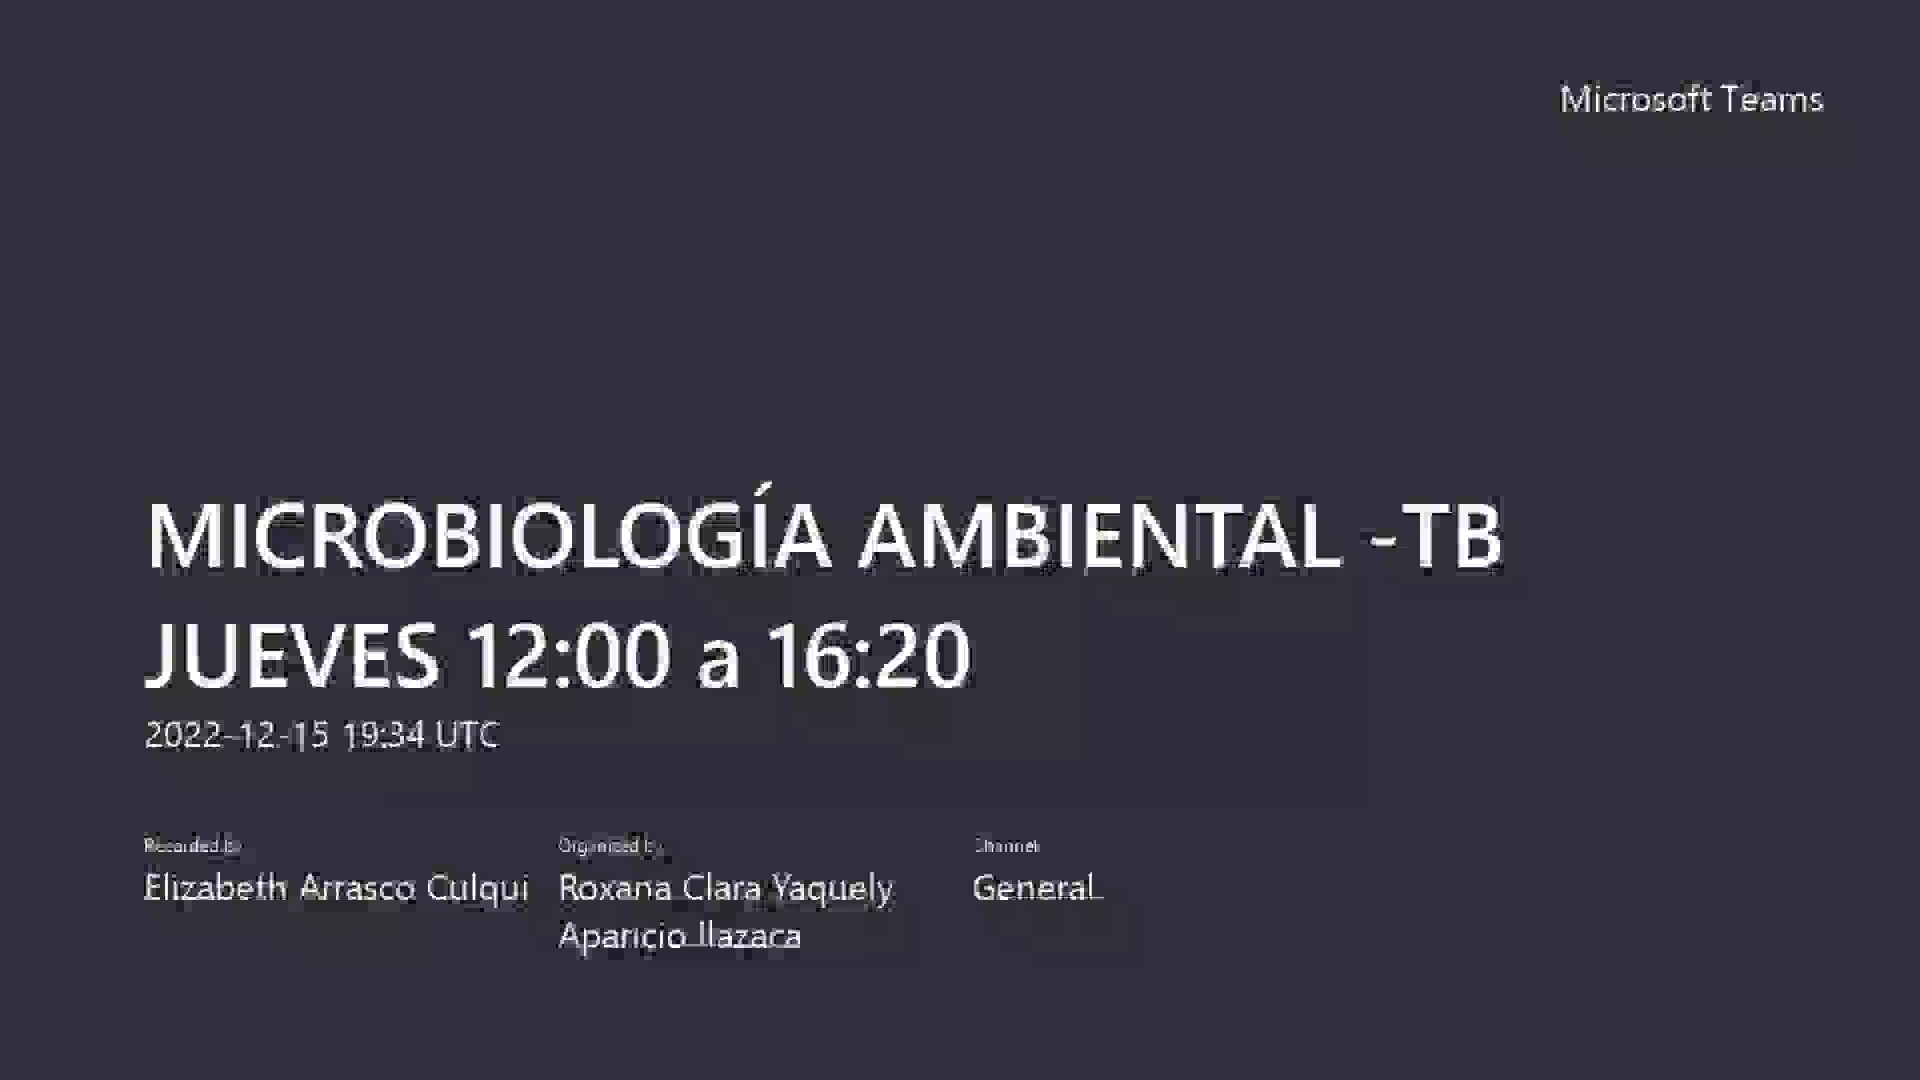 Microsoft Teams
MICROBIOLOGÍA AMBIENTAL -TB
JUEVES 12:00 a 16:20
2022-12-15 19:34 UTC
Recorded by
Organized by
Channel
Elizabeth Arrasco Culqui
Roxana Clara Yaquely
General
Aparicio llazaca